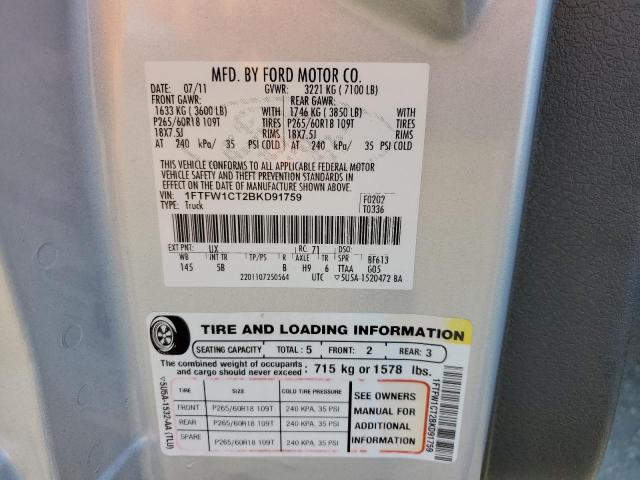 MFD. BY FORD MOTOR CO.
DATE: 07/11 GVWR: 3221 KG ( 7100 LB)
FRONT GAWR: REAR GAWR:
1633 KG ( 3600 LB) WITH 1746 KG ( 3850 LB) WITH
P265/60R18 109T TIRES P265/60R18 109T TIRES
18X7.5J RIMS 18X7.5J RIMS
AT 240 kPa/ 35 PSI COLD AT 240 kPa/ 35 PSI COLD
THIS VEHICLE CONFORMS TO ALL APPLICABLE FEDERAL MOTOR
VEHICLE SAFETY AND THEFT PREVENTION STANDARDS IN
EFFECT ON THE DATE OF MANUFACTURE SHOWN ABOVE.
VIN: 1FTFW1CT2BKD91759 F0202
TYPE: Truck T0336
EXT PNT: UX RC: 71 DSO:
WB INT TR TP/PS R AXLE TR SPR BF613
145 5B B H9 6 TTAA G05
2201107250564 UTC ▽5U5A-1520472 BA
TIRE AND LOADING INFORMATION
SEATING CAPACITY TOTAL : 5 FRONT: 2 REAR: 3
The combined weight of occupants
and cargo should never exceed : 715 kg or 1578 lbs.
TIRE SIZE COLD TIRE PRESSURE
FRONT P265/60R18 109T 240 KPA, 35 PSI
REAR P265/60R18 109T 240 KPA, 35 PSI
SPARE P265/60R18 109T 240 KPA, 35 PSI
SEE OWNERS
MANUAL FOR
ADDITIONAL
INFORMATION
▽5U5A-1532-AA (TLU)
1FTFW1CT2BKD91759